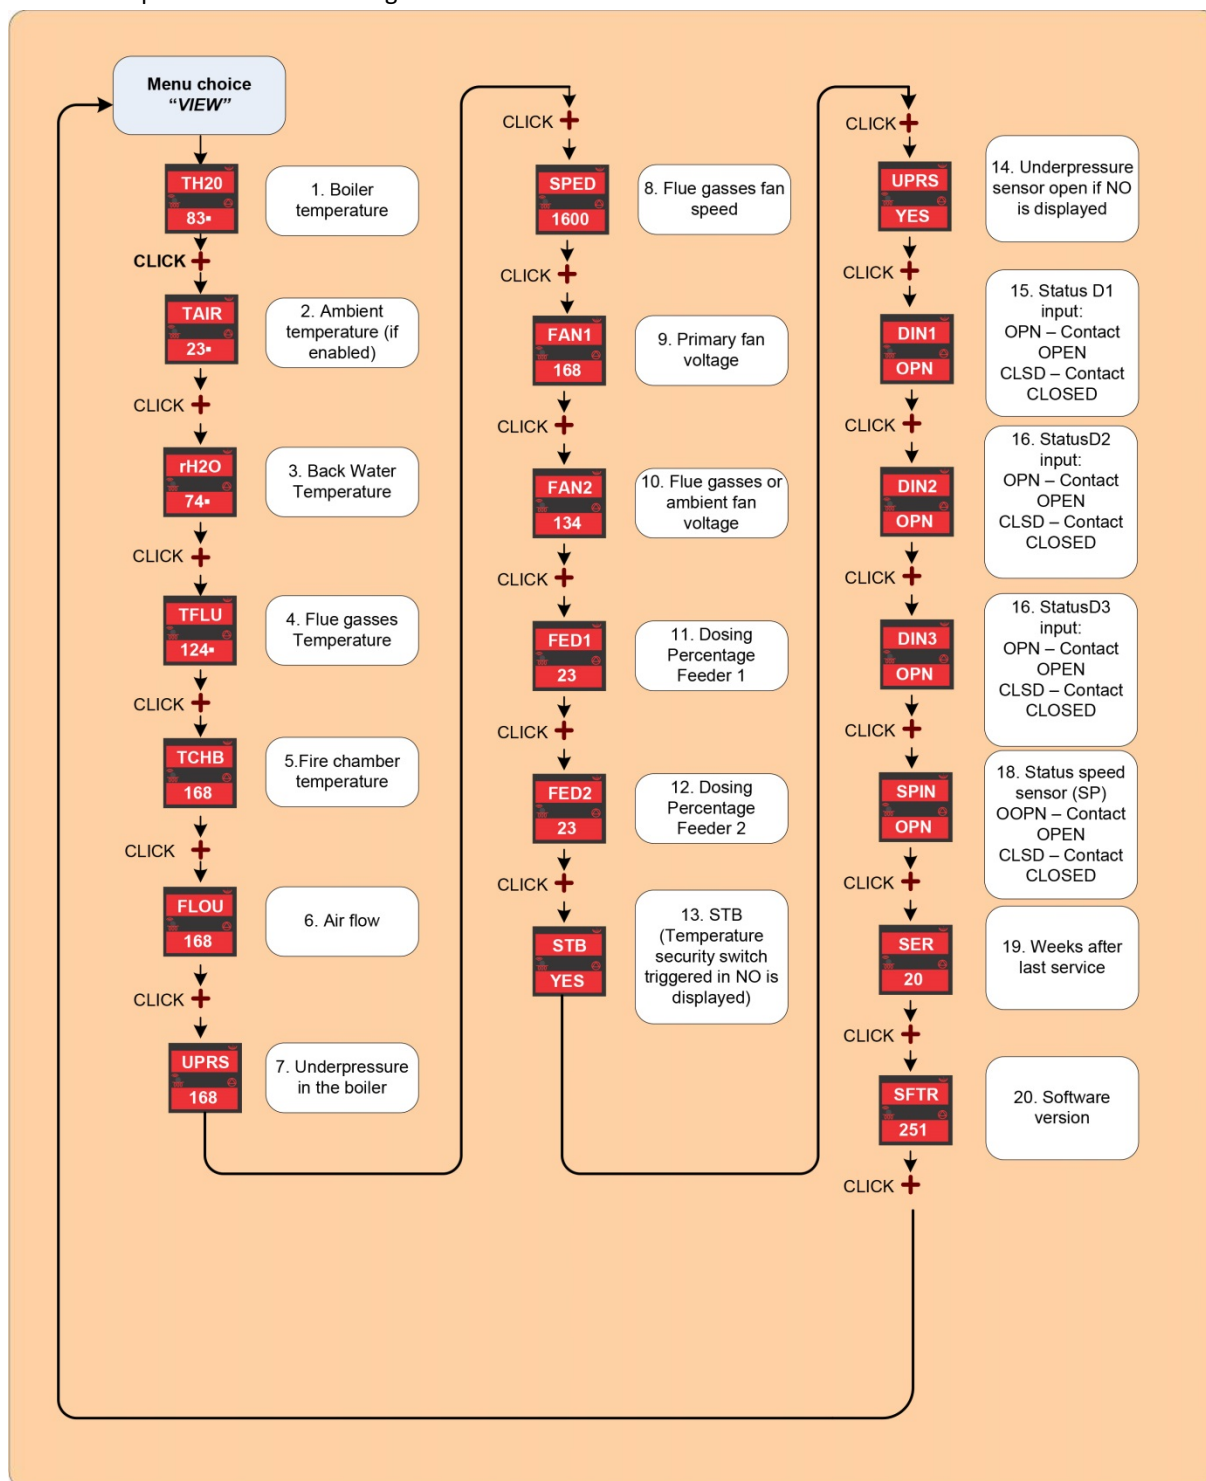 Menu choice
“VIEW”
TH20
83▪
1. Boiler
temperature
CLICK +
TAIR
23▪
2. Ambient
temperature (if
enabled)
CLICK +
rH2O
74▪
3. Back Water
Temperature
CLICK +
TFLU
124▪
4. Flue gasses
Temperature
CLICK +
TCHB
168
5.Fire chamber
temperature
CLICK +
FLOU
168
6. Air flow
CLICK +
UPRS
168
7. Underpressure
in the boiler
CLICK +
SPED
1600
8. Flue gasses fan
speed
CLICK +
FAN1
168
9. Primary fan
voltage
CLICK +
FAN2
134
10. Flue gasses or
ambient fan
voltage
CLICK +
FED1
23
11. Dosing
Percentage
Feeder 1
CLICK +
FED2
23
12. Dosing
Percentage
Feeder 2
CLICK +
STB
YES
13. STB
(Temperature
security switch
triggered in NO is
displayed)
CLICK +
UPRS
YES
14. Underpressure
sensor open if NO
is displayed
CLICK +
DIN1
OPN
15. Status D1
input:
OPN – Contact
OPEN
CLSD – Contact
CLOSED
CLICK +
DIN2
OPN
16. StatusD2
input:
OPN – Contact
OPEN
CLSD – Contact
CLOSED
CLICK +
DIN3
OPN
16. StatusD3
input:
OPN – Contact
OPEN
CLSD – Contact
CLOSED
CLICK +
SPIN
OPN
18. Status speed
sensor (SP)
OOPN – Contact
OPEN
CLSD – Contact
CLOSED
CLICK +
SER
20
19. Weeks after
last service
CLICK +
SFTR
251
20. Software
version
CLICK +